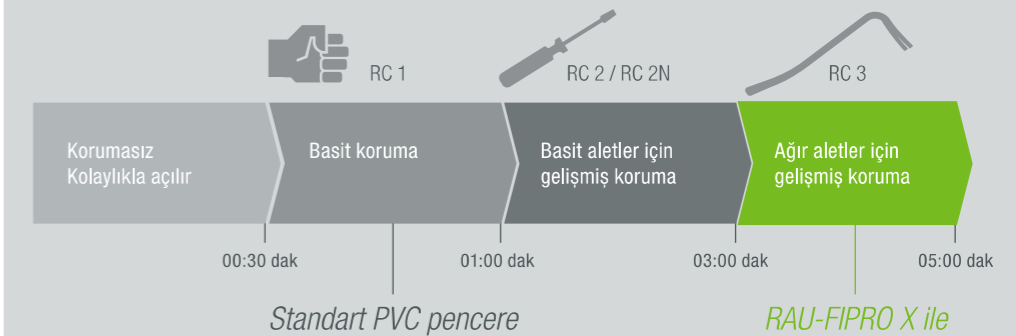 RC 1
RC 2 / RC 2N
RC 3
Korumasız
Kolaylıkla açılır
Basit koruma
Basit aletler için
gelişmiş koruma
Ağır aletler için
gelişmiş koruma
00:30 dak
01:00 dak
03:00 dak
05:00 dak
Standart PVC pencere
RAU-FIPRO X ile